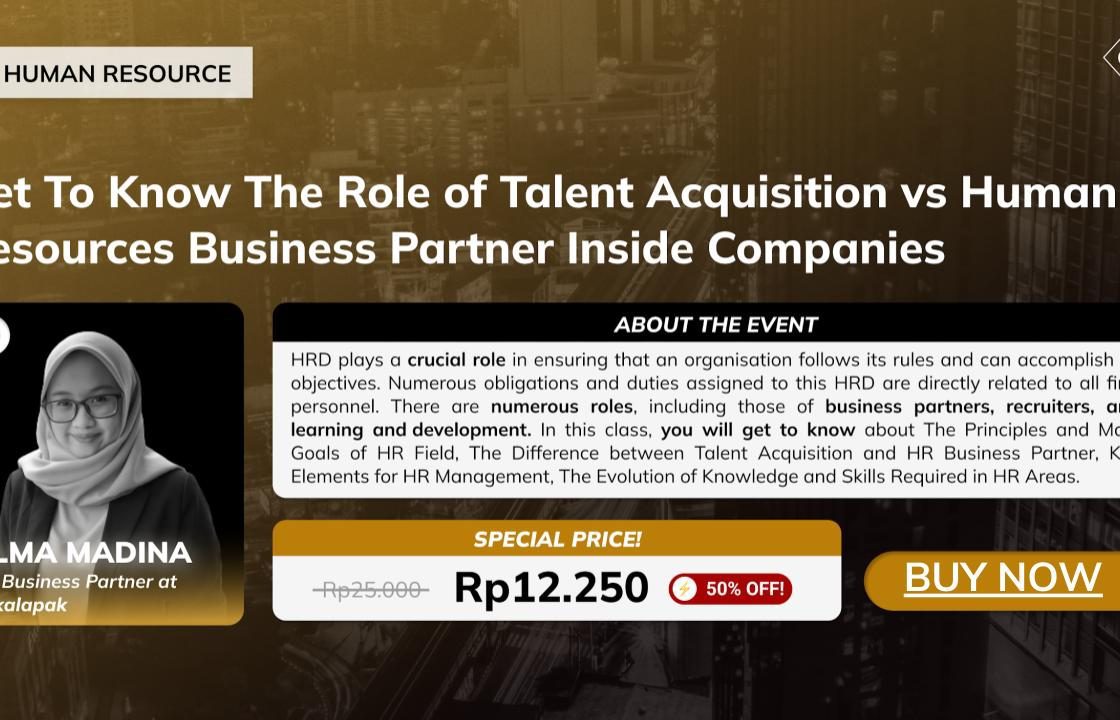 HUMAN RESOURCE
et To Know The Role of Talent Acquisition vs Human
esources Business Partner Inside Companies
LMA MADINA
Business Partner at
kalapak
ABOUT THE EVENT
HRD plays a crucial role in ensuring that an organisation follows its rules and can accomplish
objectives. Numerous obligations and duties assigned to this HRD are directly related to all fi
personnel. There are numerous roles, including those of business partners, recruiters, a
learning and development. In this class, you will get to know about The Principles and Ma
Goals of HR Field, The Difference between Talent Acquisition and HR Business Partner, K
Elements for HR Management, The Evolution of Knowledge and Skills Required in HR Areas.
SPECIAL PRICE!
Rp25.000 Rp12.250 50% OFF!
BUY NOW